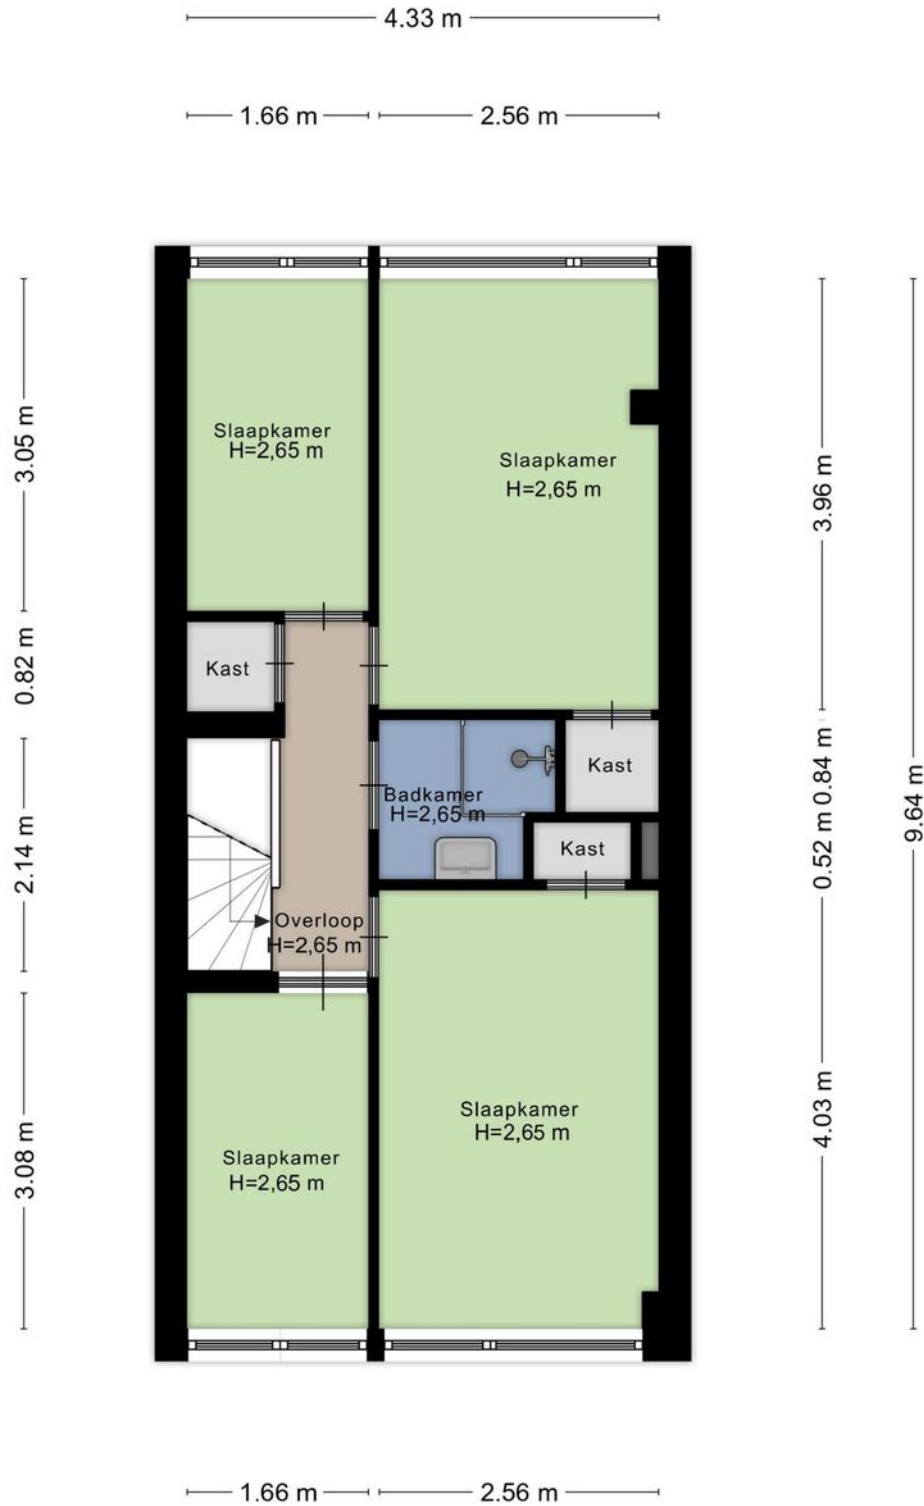 4.33 m
1.66 m
2.56 m
3.05 m
0.82 m
2.14 m
3.08 m
3.96 m
0.84 m
0.52 m
4.03 m
9.64 m
Slaapkamer
H=2,65 m
Slaapkamer
H=2,65 m
Kast
Kast
Badkamer
H=2,65 m
Kast
Overloop
H=2,65 m
Slaapkamer
H=2,65 m
Slaapkamer
H=2,65 m
1.66 m
2.56 m